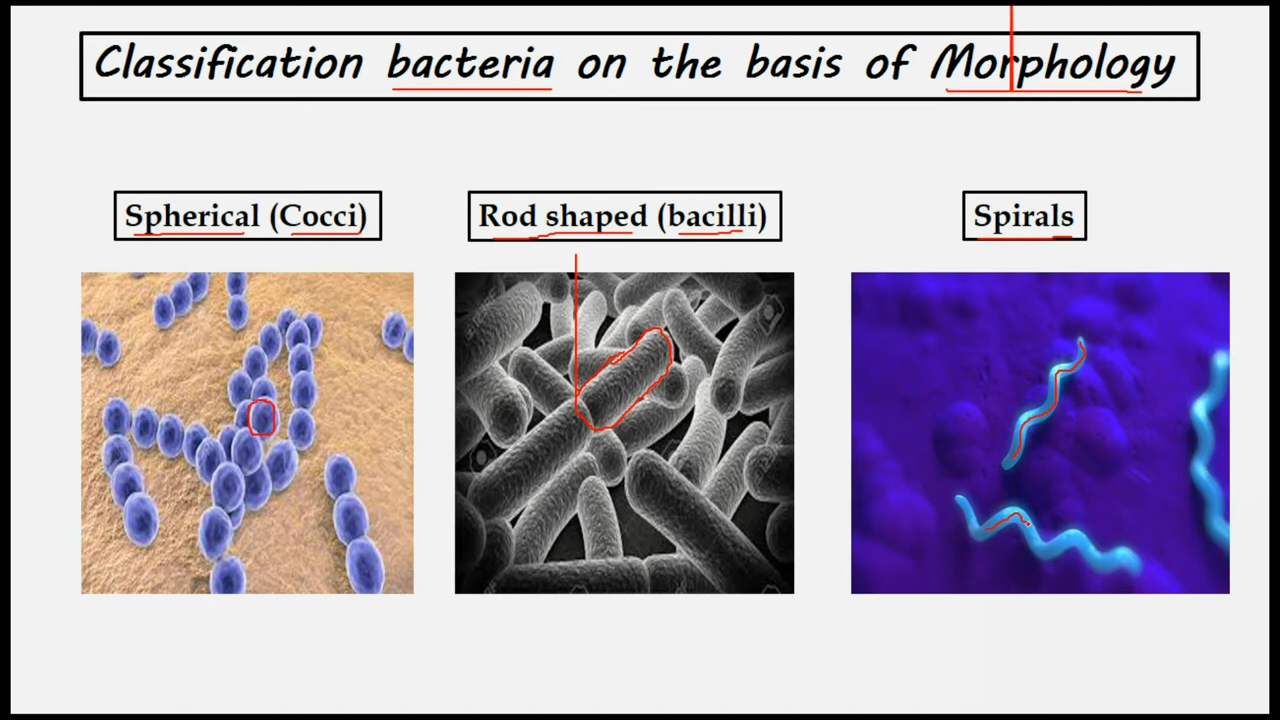 Classification bacteria on the basis of Morphology
Spherical (Cocci)
Rod shaped (bacilli)
Spirals